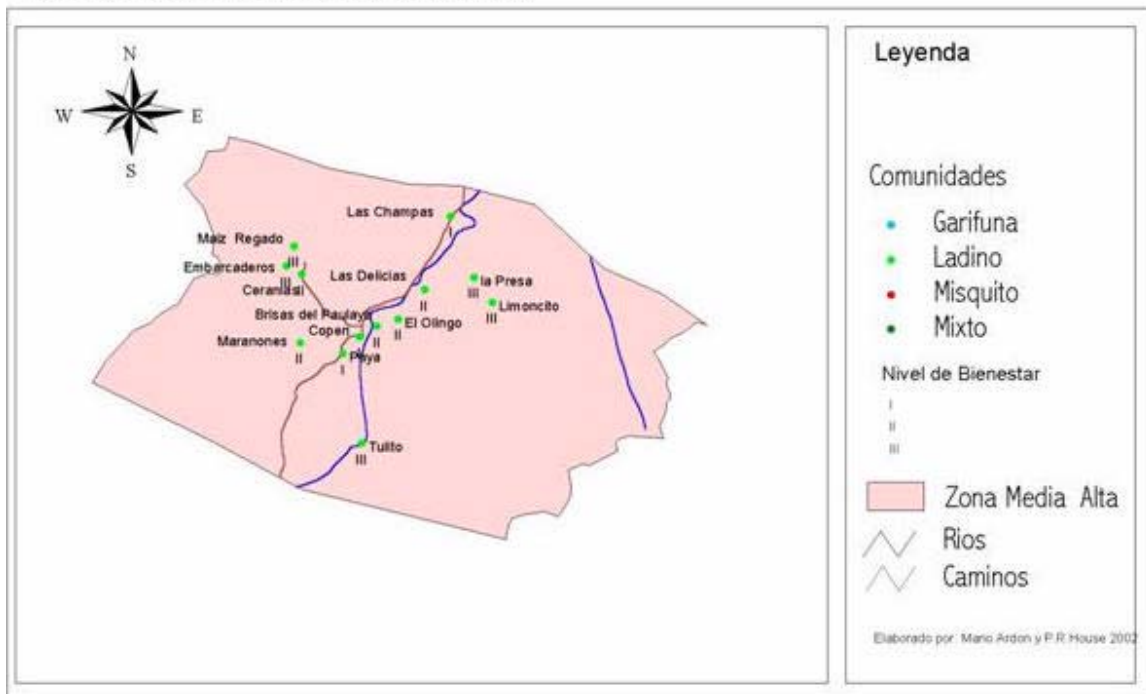 N
W E
S
Las Champas
I
Maiz Regado
III
Embarcaderos
III
Ceranias
II
Las Delicias
II
la Presa
III
Limoncito
III
Brisas del Paulaya
II
El Olingo
II
Copen
Maranones
II
Paya
I
Tulito
III
Leyenda
Comunidades
Garifuna
Ladino
Misquito
Mixto
Nivel de Bienestar
I
II
III
Zona Media Alta
Rios
Caminos
Elaborado por: Mario Ardon y P.R House 2002